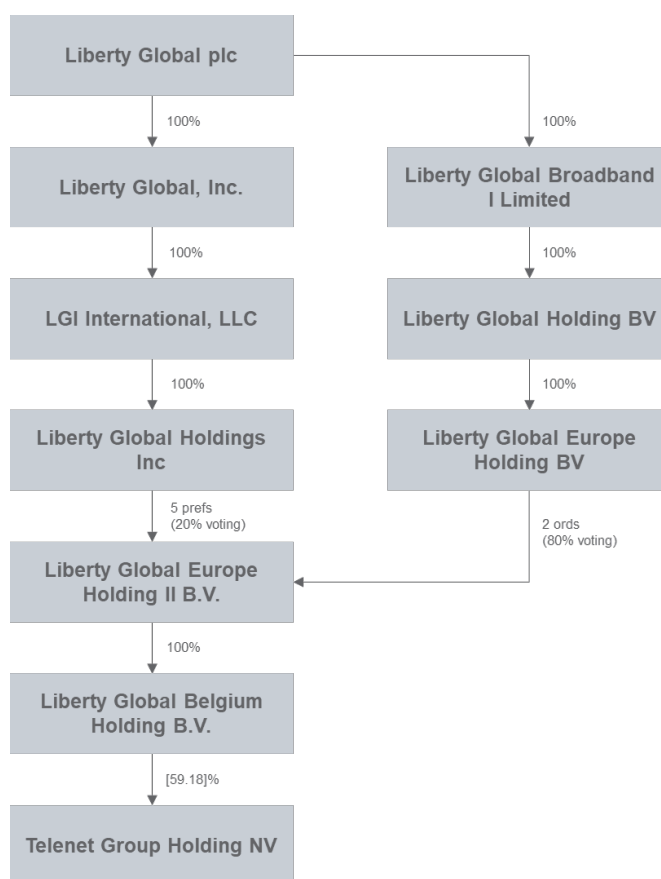 Liberty Global plc
100%
100%
Liberty Global, Inc.
Liberty Global Broadband
I Limited
100%
100%
LGI International, LLC
Liberty Global Holding BV
100%
100%
Liberty Global Holdings
Inc
Liberty Global Europe
Holding BV
5 prefs
(20% voting)
2 ords
(80% voting)
Liberty Global Europe
Holding II B.V.
100%
Liberty Global Belgium
Holding B.V.
[59.18]%
Telenet Group Holding NV